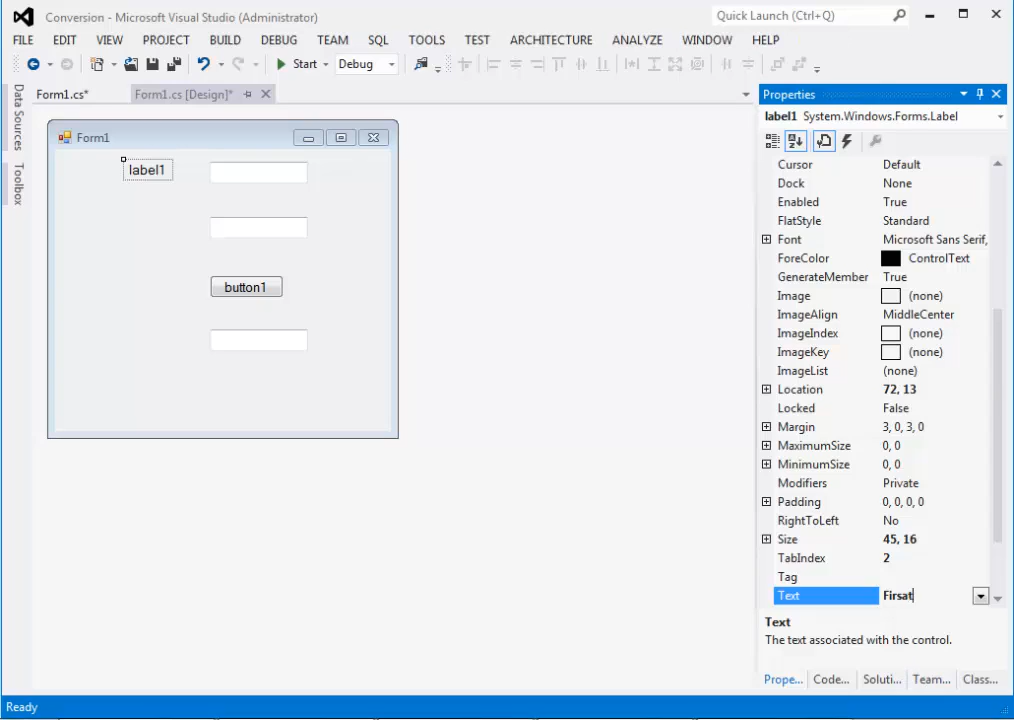 Conversion - Microsoft Visual Studio (Administrator)
Quick Launch (Ctrl+Q)
FILE EDIT VIEW PROJECT BUILD DEBUG TEAM SQL TOOLS TEST ARCHITECTURE ANALYZE WINDOW HELP
Start Debug
Data Sources
Toolbox
Form1.cs* Form1.cs [Design]*
Form1
label1
button1
Properties
label1 System.Windows.Forms.Label
Cursor Default
Dock None
Enabled True
FlatStyle Standard
Font Microsoft Sans Serif,
ForeColor ControlText
GenerateMember True
Image (none)
ImageAlign MiddleCenter
ImageIndex (none)
ImageKey (none)
ImageList (none)
Location 72, 13
Locked False
Margin 3, 0, 3, 0
MaximumSize 0, 0
MinimumSize 0, 0
Modifiers Private
Padding 0, 0, 0, 0
RightToLeft No
Size 45, 16
TabIndex 2
Tag
Text Firsat
Text
The text associated with the control.
Prope... Code... Soluti... Team... Class...
Ready